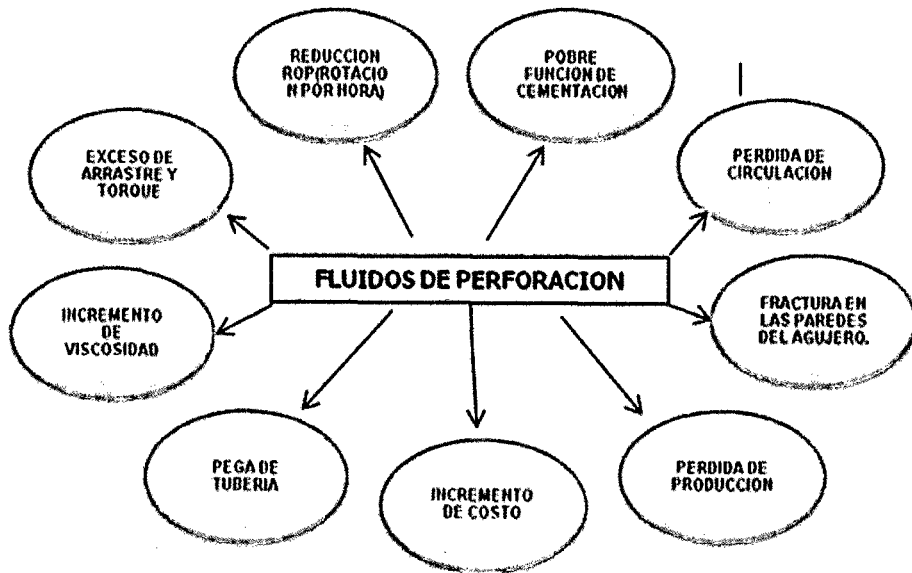 REDUCCION
ROP(ROTACIO
N POR HORA)
POBRE
FUNCION DE
CEMENTACION
EXCESO DE
ARRASTRE Y
TORQUE
PERDIDA DE
CIRCULACION
FLUIDOS DE PERFORACION
INCREMENTO
DE
VISCOSIDAD
FRACTURA EN
LAS PAREDES
DEL AGUJERO.
PEGA DE
TUBERIA
INCREMENTO
DE COSTO
PERDIDA DE
PRODUCCION